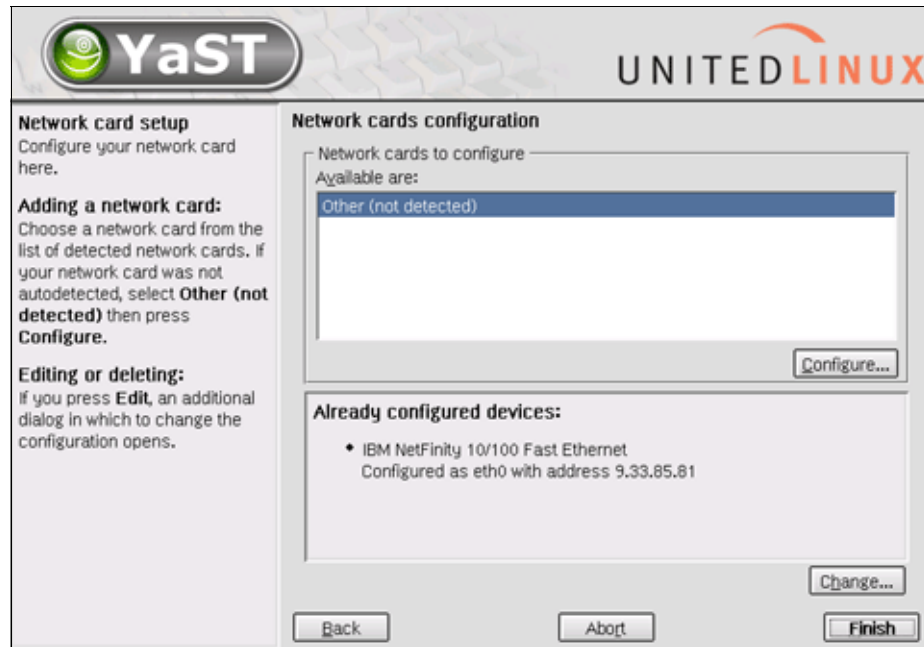 YaST
UNITEDLINUX
Network card setup
Configure your network card
here.
Adding a network card:
Choose a network card from the
list of detected network cards. If
your network card was not
autodetected, select Other (not
detected) then press
Configure.
Editing or deleting:
If you press Edit, an additional
dialog in which to change the
configuration opens.
Network cards configuration
Network cards to configure
Available are:
Other (not detected)
Configure...
Already configured devices:
◆ IBM NetFinity 10/100 Fast Ethernet
Configured as eth0 with address 9.33.85.81
Change...
Back
Abort
Finish